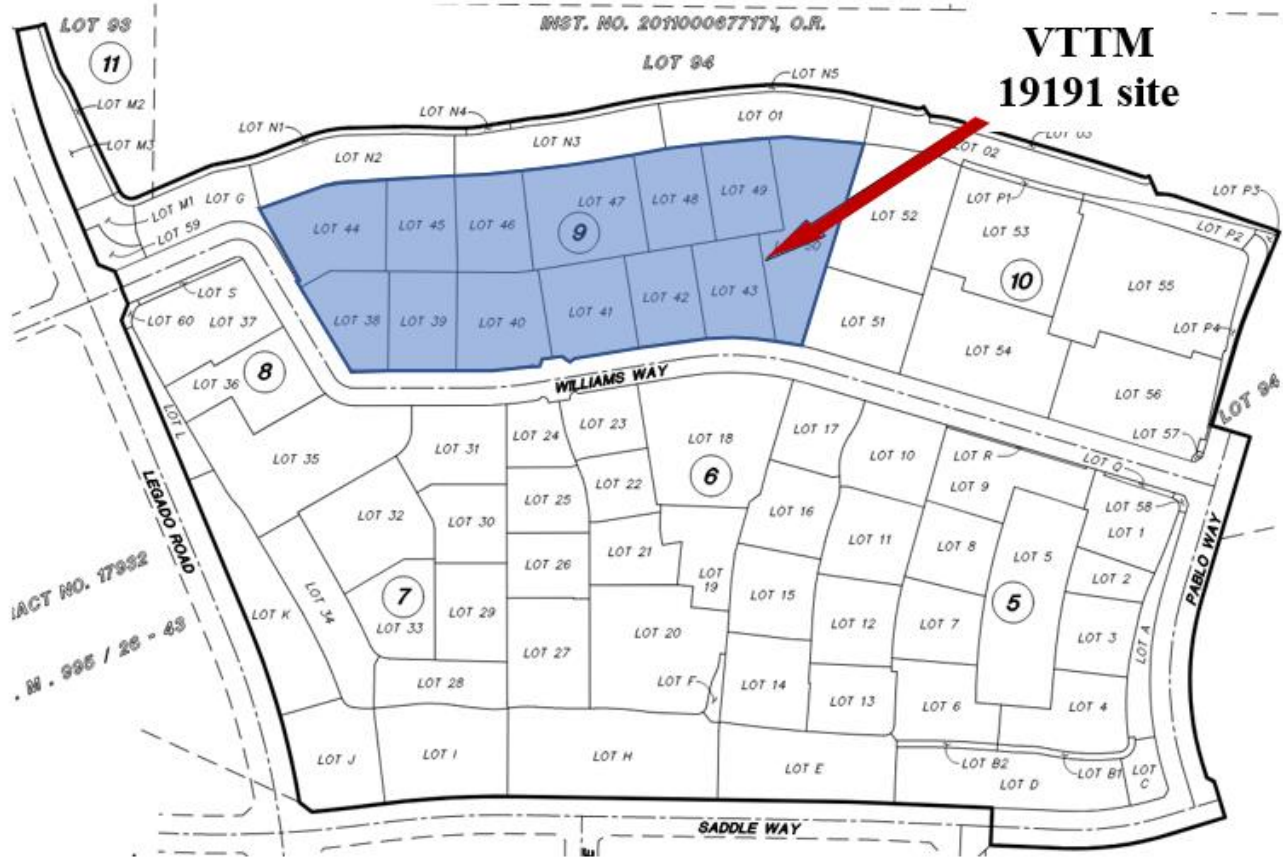 LOT 93
INST. NO. 2011000677171, O.R.
VTTM
19191 site
11
LOT 94
LOT N5
LOT M2
LOT N4
LOT N1
LOT O1
LOT M3
LOT N3
LOT O2
LOT N2
LOT P3
LOT G
LOT P1
LOT M1
LOT 49
LOT 52
LOT 48
LOT 47
LOT 59
LOT 44
LOT 45
LOT 46
9
LOT 53
LOT P2
10
LOT 55
LOT S
LOT 43
LOT 42
LOT 60
LOT 37
LOT 41
LOT 38
LOT 39
LOT 40
LOT 51
LOT P4
LOT 54
8
LOT 36
WILLIAMS WAY
LOT 56
LOT 94
LOT L
LOT 23
LOT 17
LOT 57
LOT 24
LOT 18
LOT 31
LOT 10
LOT R
LOT Q
LOT 35
6
LOT 9
LEGADO ROAD
LOT 25
LOT 22
LOT 58
LOT 32
LOT 30
LOT 16
LOT 1
LOT 11
LOT 8
LOT 21
LOT 5
LOT 26
LOT 19
LOT 2
PABLO WAY
ACT NO. 17932
LOT 34
7
LOT 15
5
LOT K
LOT 33
LOT 29
LOT 12
LOT 7
LOT 3
LOT A
LOT 20
. M . 995 / 26 - 43
LOT 27
LOT F
LOT 28
LOT 14
LOT 13
LOT 6
LOT 4
LOT J
LOT I
LOT H
LOT E
LOT B2
LOT B1
LOT C
LOT D
SADDLE WAY